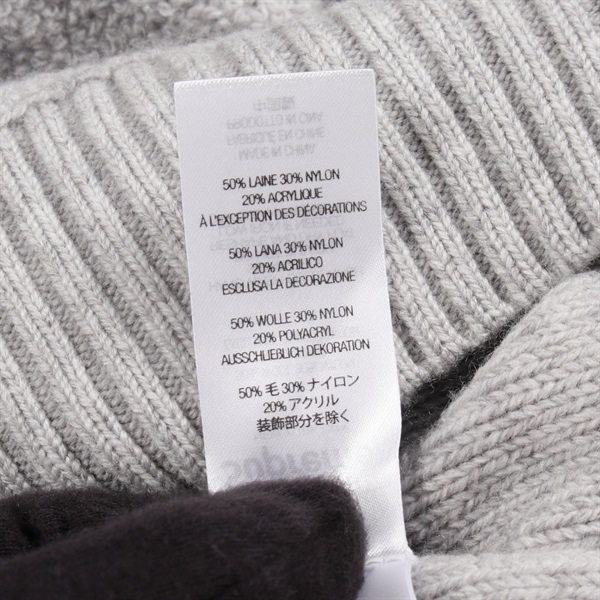 50% LAINE 30% NYLON
20% ACRYLIQUE
À L'EXCEPTION DES DÉCORATIONS
50% LANA 30% NYLON
20% ACRILICO
ESCLUSA LA DECORAZIONE
50% WOLLE 30% NYLON
20% POLYACRYL
AUSSCHLIEßLICH DEKORATION
50% 毛 30% ナイロン
20% アクリル
装飾部分を除く